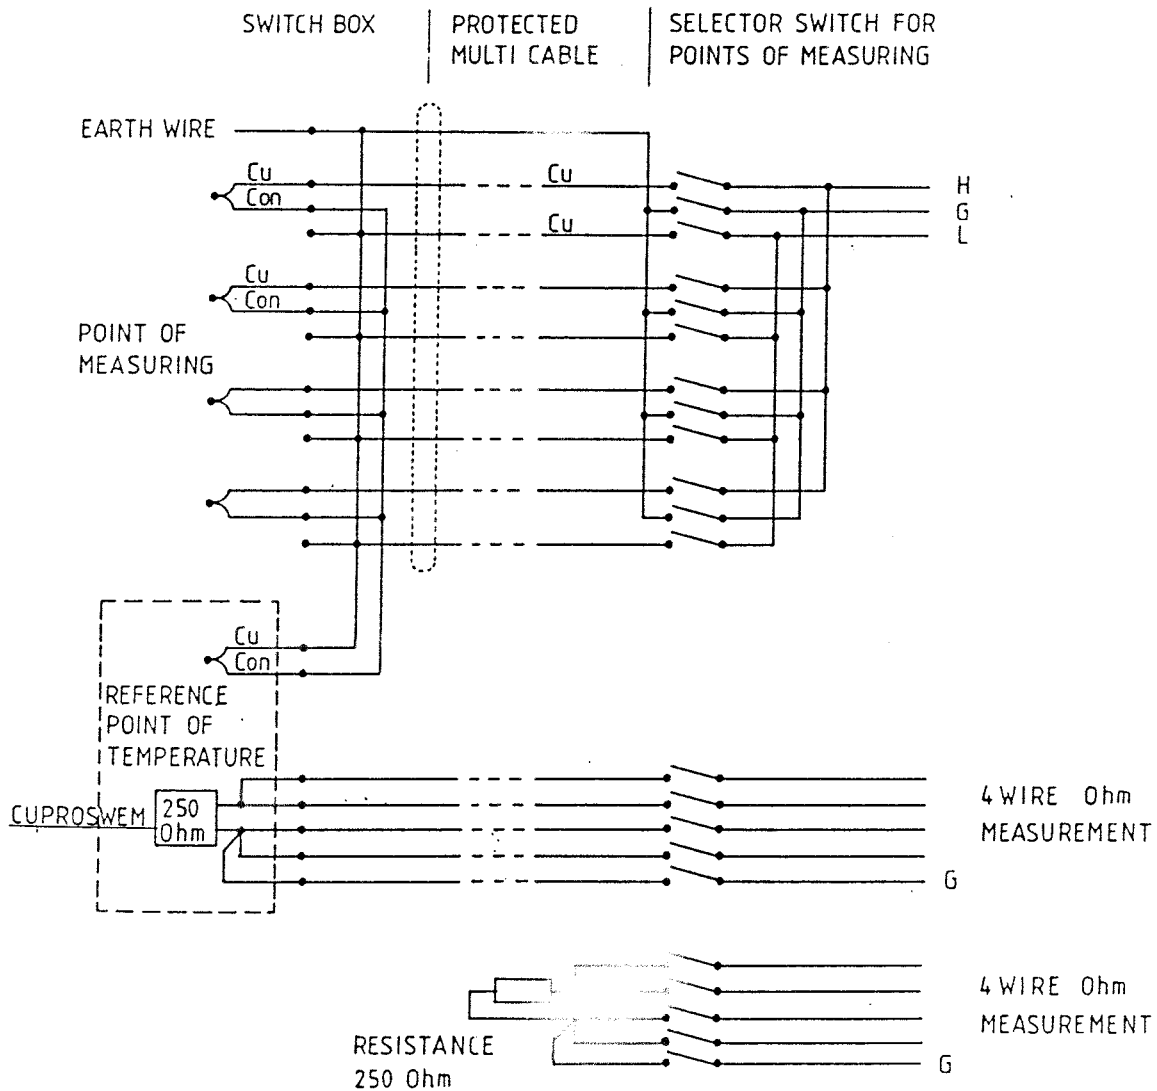 SWITCH BOX
PROTECTED
MULTI CABLE
SELECTOR SWITCH FOR
POINTS OF MEASURING
EARTH WIRE
Cu
Con
Cu
Cu
H
G
L
Cu
Con
POINT OF
MEASURING
Cu
Con
REFERENCE
POINT OF
TEMPERATURE
CUPROSWEM
250
Ohm
4 WIRE Ohm
MEASUREMENT
G
4 WIRE Ohm
MEASUREMENT
G
RESISTANCE
250 Ohm